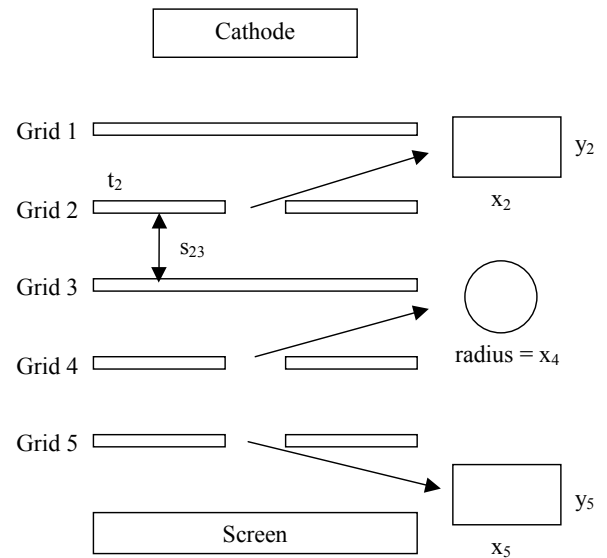 Cathode
Grid 1
y₂
t₂
x₂
Grid 2
s₂₃
Grid 3
radius = x₄
Grid 4
Grid 5
y₅
Screen
x₅